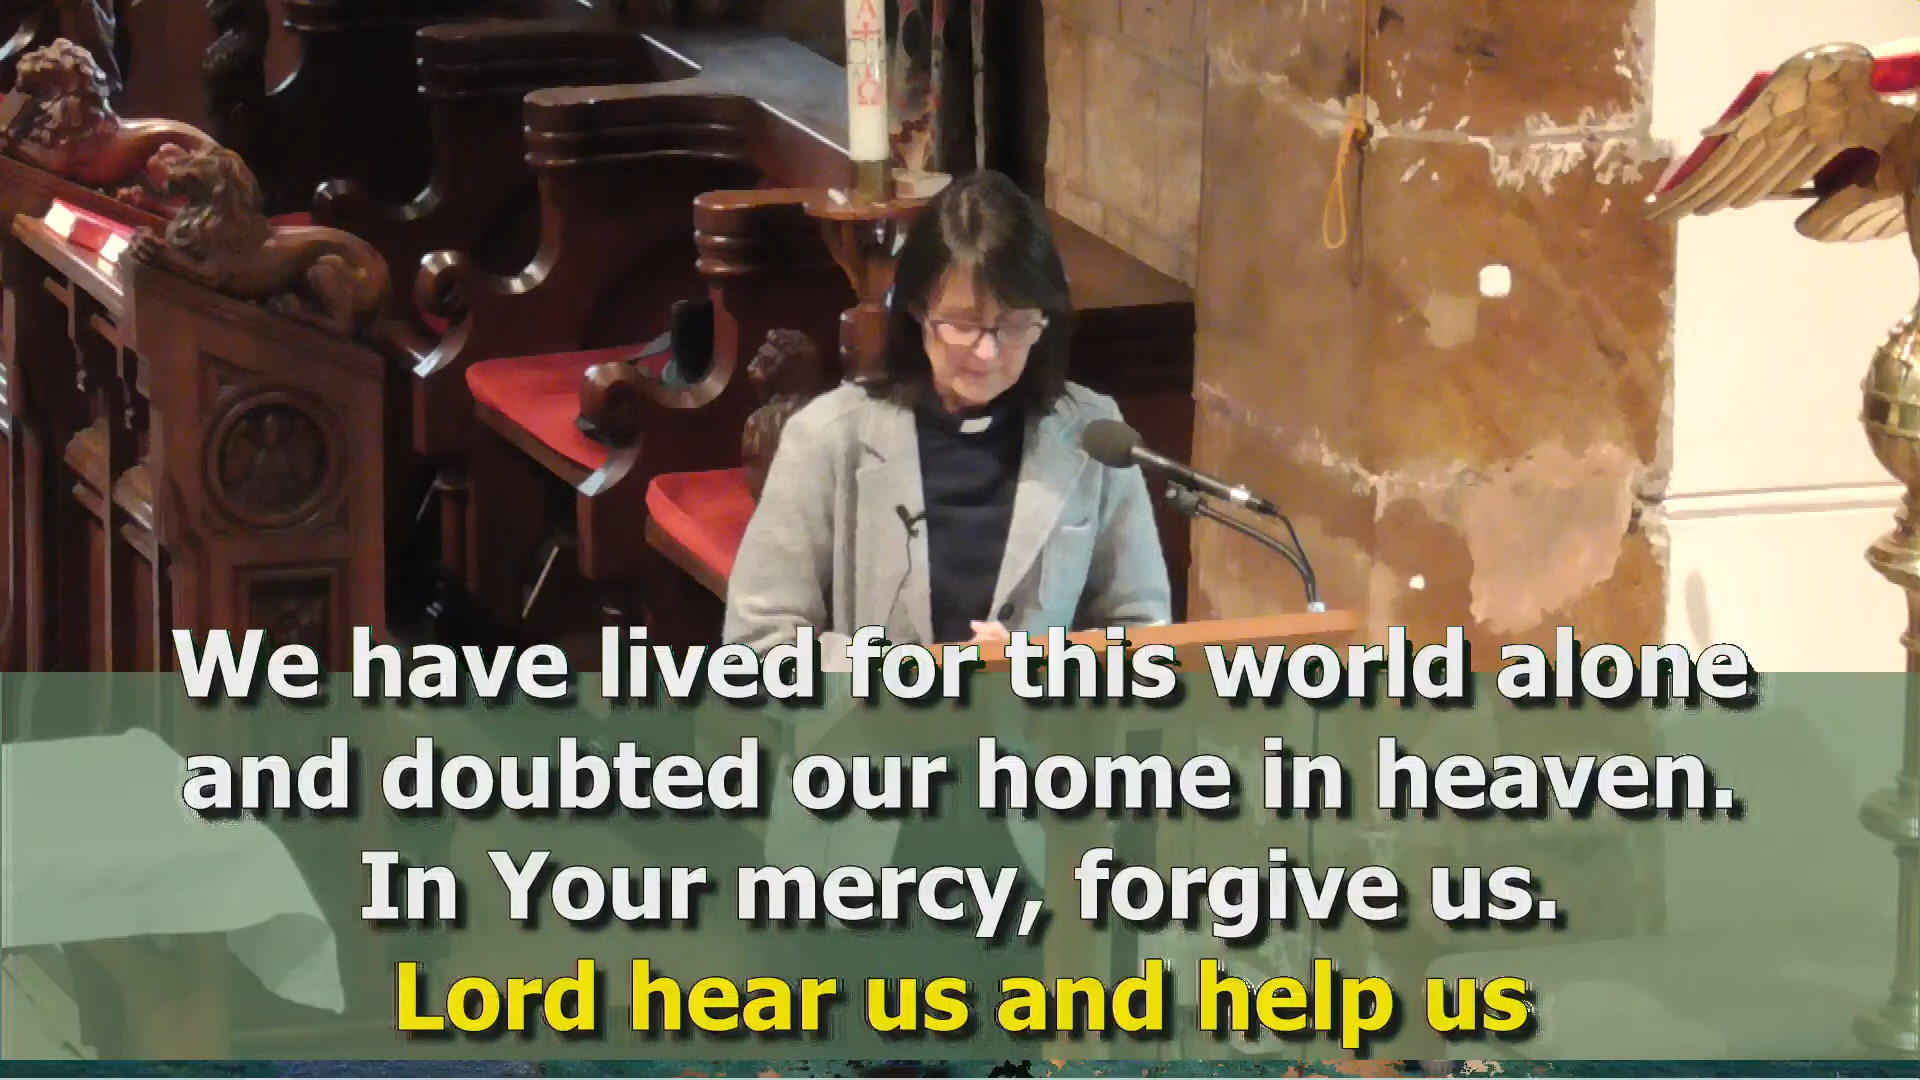 Α
Ω
We have lived for this world alone
and doubted our home in heaven.
In Your mercy, forgive us.
Lord hear us and help us